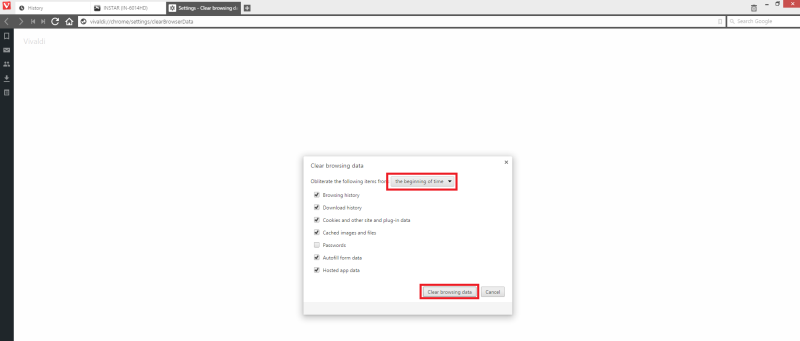 History
INSTAR (IN-6014HD)
Settings - Clear browsing da
vivaldi://chrome/settings/clearBrowserData
Search Google
Vivaldi
Clear browsing data
Obliterate the following items from
the beginning of time
Browsing history
Download history
Cookies and other site and plug-in data
Cached images and files
Passwords
Autofill form data
Hosted app data
Clear browsing data
Cancel